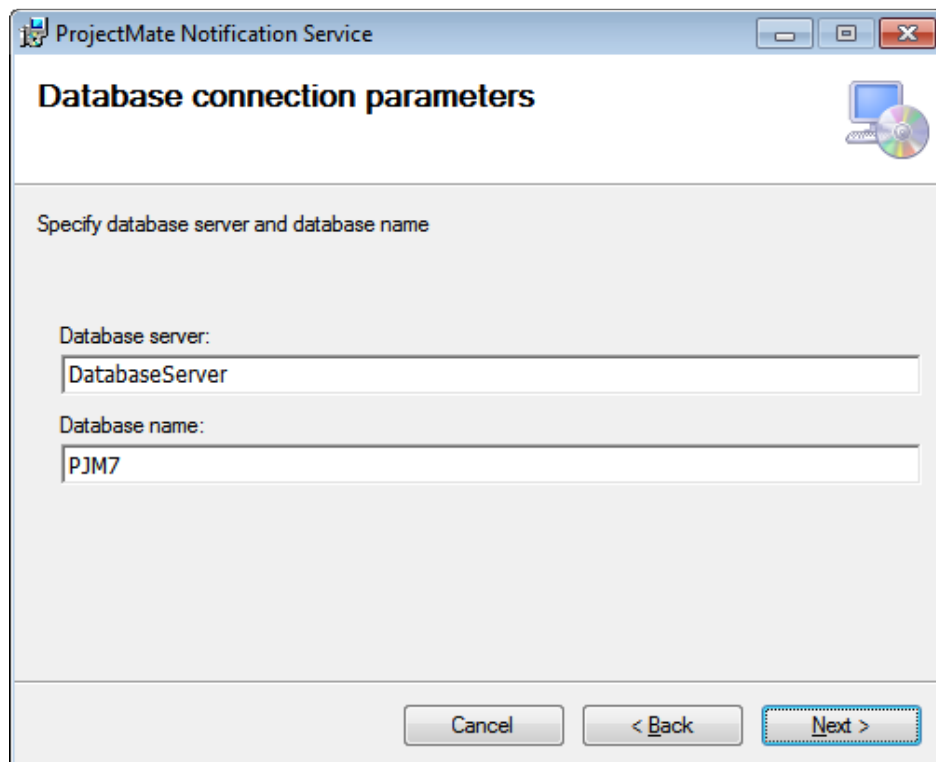 ProjectMate Notification Service
Database connection parameters
Specify database server and database name
Database server:
DatabaseServer
Database name:
PJM7
Cancel
< Back
Next >